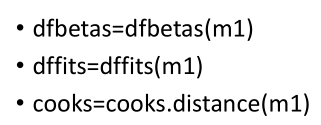 • dfbetas=dfbetas(m1)
• dffits=dffits(m1)
• cooks=cooks.distance(m1)